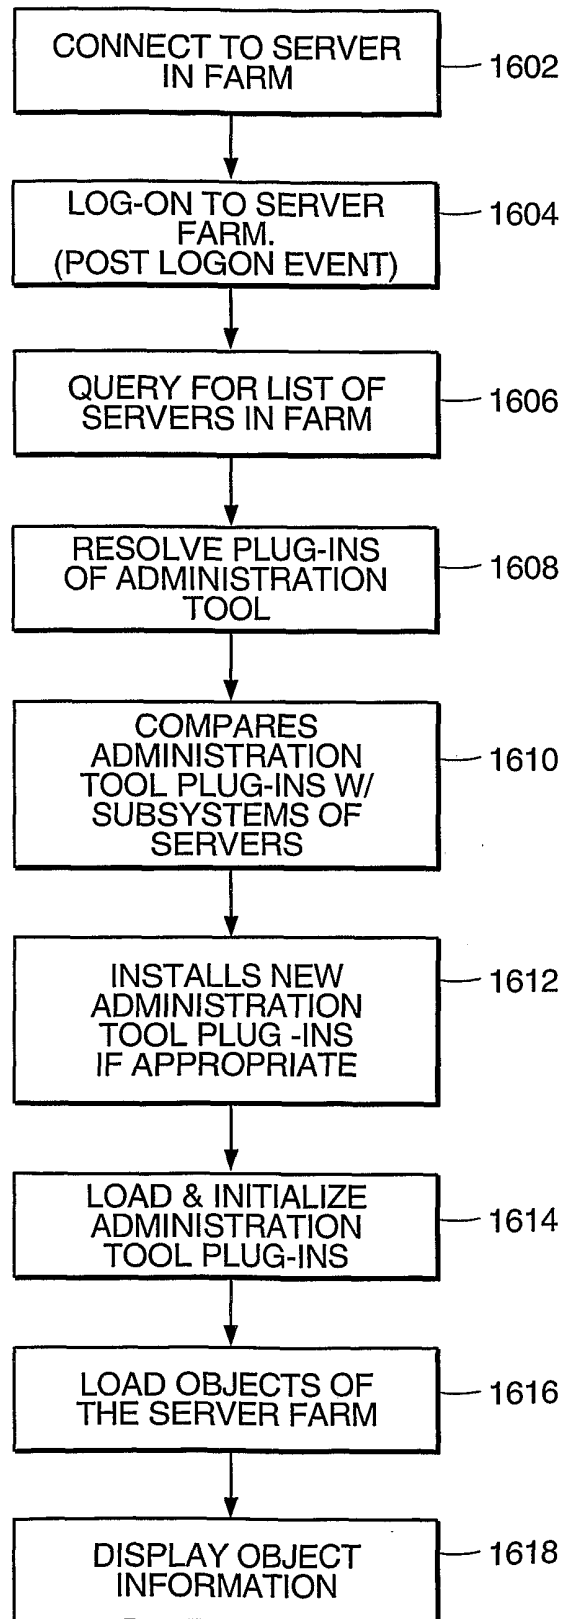 CONNECT TO SERVER
IN FARM
1602
LOG-ON TO SERVER
FARM.
(POST LOGON EVENT)
1604
QUERY FOR LIST OF
SERVERS IN FARM
1606
RESOLVE PLUG-INS
OF ADMINISTRATION
TOOL
1608
COMPARES
ADMINISTRATION
TOOL PLUG-INS W/
SUBSYSTEMS OF
SERVERS
1610
INSTALLS NEW
ADMINISTRATION
TOOL PLUG -INS
IF APPROPRIATE
1612
LOAD & INITIALIZE
ADMINISTRATION
TOOL PLUG-INS
1614
LOAD OBJECTS OF
THE SERVER FARM
1616
DISPLAY OBJECT
INFORMATION
1618